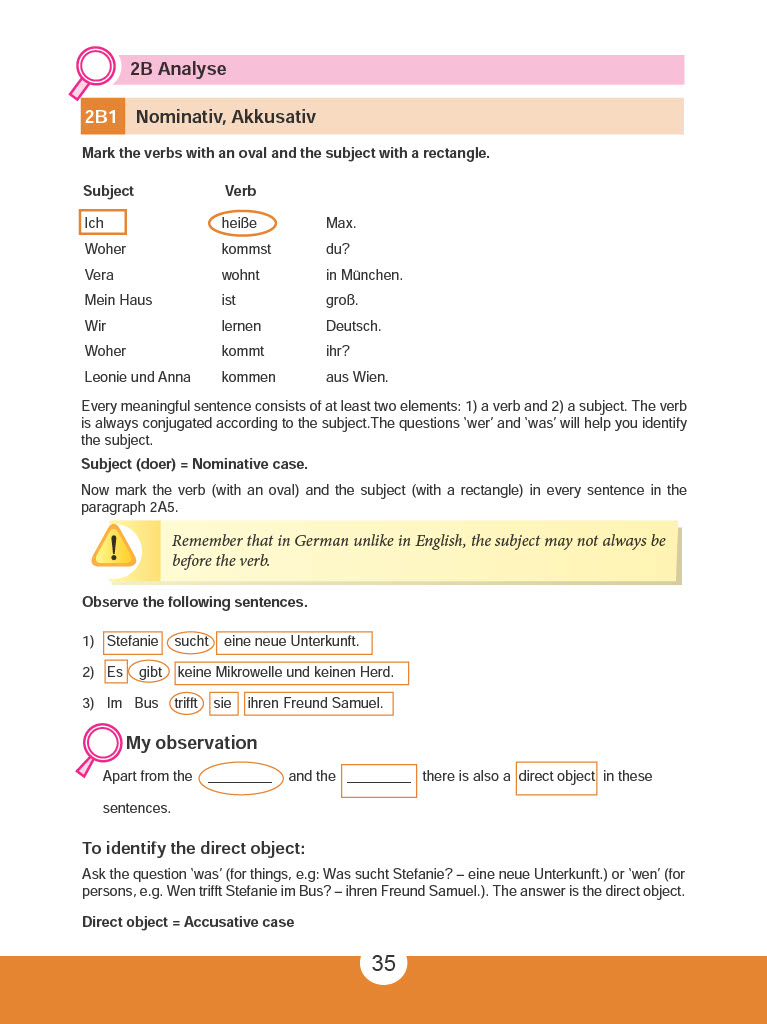 2B Analyse
2B1 Nominativ, Akkusativ
Mark the verbs with an oval and the subject with a rectangle.
Subject Verb
Ich heiße Max.
Woher kommst du?
Vera wohnt in München.
Mein Haus ist groß.
Wir lernen Deutsch.
Woher kommt ihr?
Leonie und Anna kommen aus Wien.
Every meaningful sentence consists of at least two elements: 1) a verb and 2) a subject. The verb
is always conjugated according to the subject.The questions ‘wer’ and ‘was’ will help you identify
the subject.
Subject (doer) = Nominative case.
Now mark the verb (with an oval) and the subject (with a rectangle) in every sentence in the
paragraph 2A5.
!
Remember that in German unlike in English, the subject may not always be
before the verb.
Observe the following sentences.
1) Stefanie sucht eine neue Unterkunft.
2) Es gibt keine Mikrowelle und keinen Herd.
3) Im Bus trifft sie ihren Freund Samuel.
My observation
Apart from the _________ and the _________ there is also a direct object in these
sentences.
To identify the direct object:
Ask the question ‘was’ (for things, e.g: Was sucht Stefanie? – eine neue Unterkunft.) or ‘wen’ (for
persons, e.g. Wen trifft Stefanie im Bus? – ihren Freund Samuel.). The answer is the direct object.
Direct object = Accusative case
35